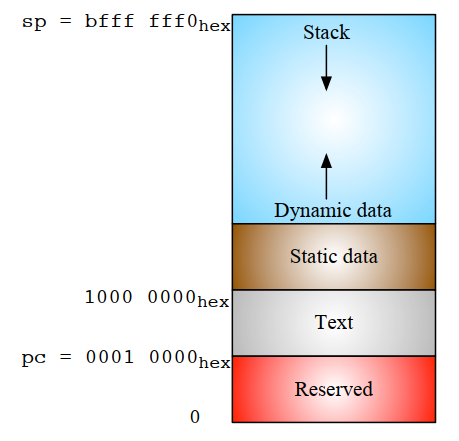 sp = bfff fff0hex
Stack
Dynamic data
Static data
1000 0000hex
Text
pc = 0001 0000hex
Reserved
0